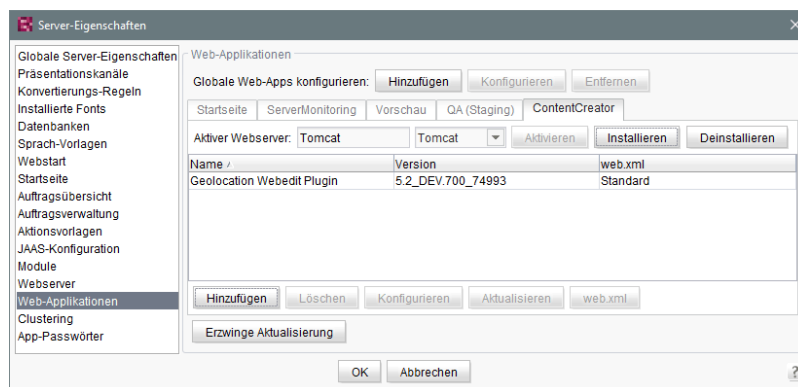 Server-Eigenschaften
Globale Server-Eigenschaften
Präsentationskanäle
Konvertierungs-Regeln
Installierte Fonts
Datenbanken
Sprach-Vorlagen
Webstart
Startseite
Auftragsübersicht
Auftragsverwaltung
Aktionsvorlagen
JAAS-Konfiguration
Module
Webserver
Web-Applikationen
Clustering
App-Passwörter
Web-Applikationen
Globale Web-Apps konfigurieren: Hinzufügen Konfigurieren Entfernen
Startseite ServerMonitoring Vorschau QA (Staging) ContentCreator
Aktiver Webserver: Tomcat Tomcat Aktivieren Installieren Deinstallieren
Name Version web.xml
Geolocation Webedit Plugin 5.2_DEV.700_74993 Standard
Hinzufügen Löschen Konfigurieren Aktualisieren web.xml
Erzwinge Aktualisierung
OK Abbrechen ?